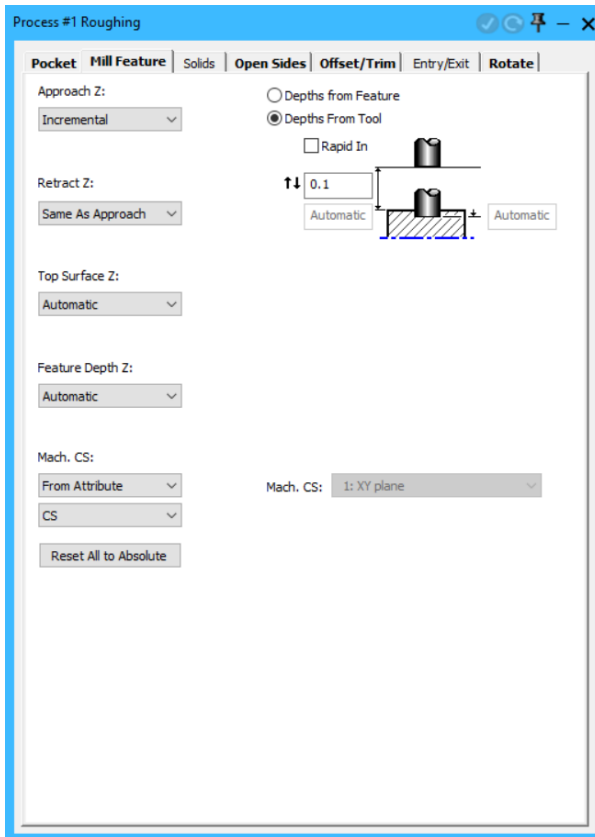 Process #1 Roughing
Pocket Mill Feature Solids Open Sides Offset/Trim Entry/Exit Rotate
Approach Z:
Depths from Feature
Incremental
Depths From Tool
Rapid In
Retract Z:
0.1
Same As Approach
Automatic
Automatic
Top Surface Z:
Automatic
Feature Depth Z:
Automatic
Mach. CS:
From Attribute
Mach. CS: 1: XY plane
CS
Reset All to Absolute